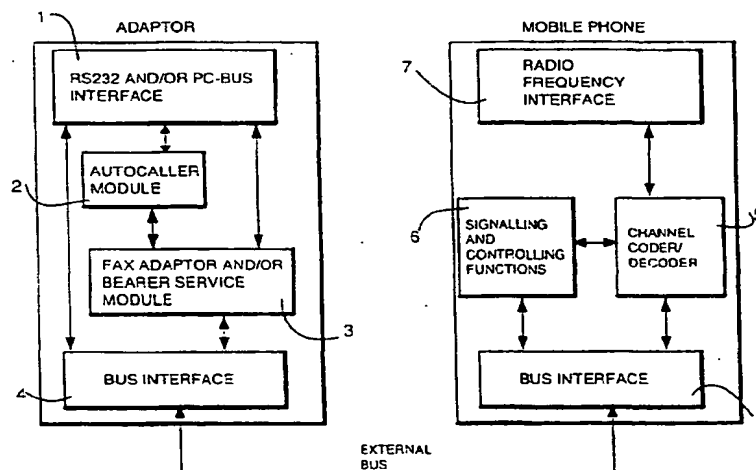 ADAPTOR
1
RS232 AND/OR PC-BUS
INTERFACE
2
AUTOCALLER
MODULE
FAX ADAPTOR AND/OR
BEARER SERVICE
MODULE
3
4
BUS INTERFACE
MOBILE PHONE
7
RADIO
FREQUENCY
INTERFACE
6
SIGNALLING
AND
CONTROLLING
FUNCTIONS
CHANNEL
CODER/
DECODER
BUS INTERFACE
EXTERNAL
BUS